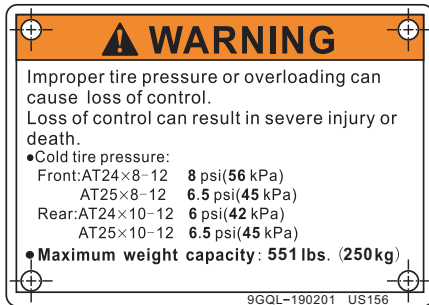 WARNING
Improper tire pressure or overloading can
cause loss of control.
Loss of control can result in severe injury or
death.
●Cold tire pressure:
Front:AT24×8-12 8 psi(56 kPa)
AT25×8-12 6.5 psi(45 kPa)
Rear:AT24×10-12 6 psi(42 kPa)
AT25×10-12 6.5 psi(45 kPa)
●Maximum weight capacity: 551 lbs. (250kg)
9GQL-190201 US156